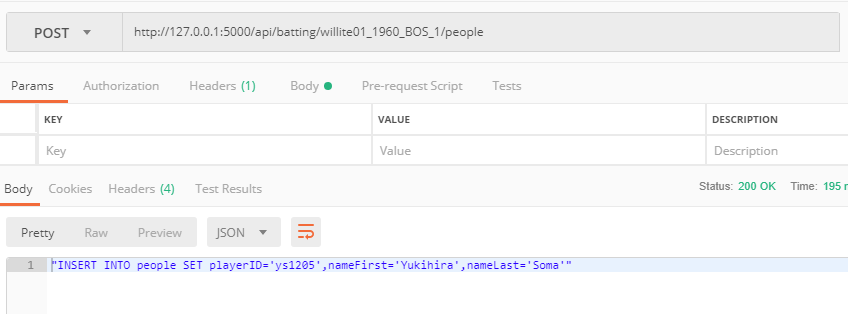 POST http://127.0.0.1:5000/api/batting/willite01_1960_BOS_1/people
Params Authorization Headers (1) Body Pre-request Script Tests
KEY VALUE DESCRIPTION
Key Value Description
Body Cookies Headers (4) Test Results Status: 200 OK Time: 195
Pretty Raw Preview JSON
1 "INSERT INTO people SET playerID='ys1205',nameFirst='Yukihira',nameLast='Soma'"